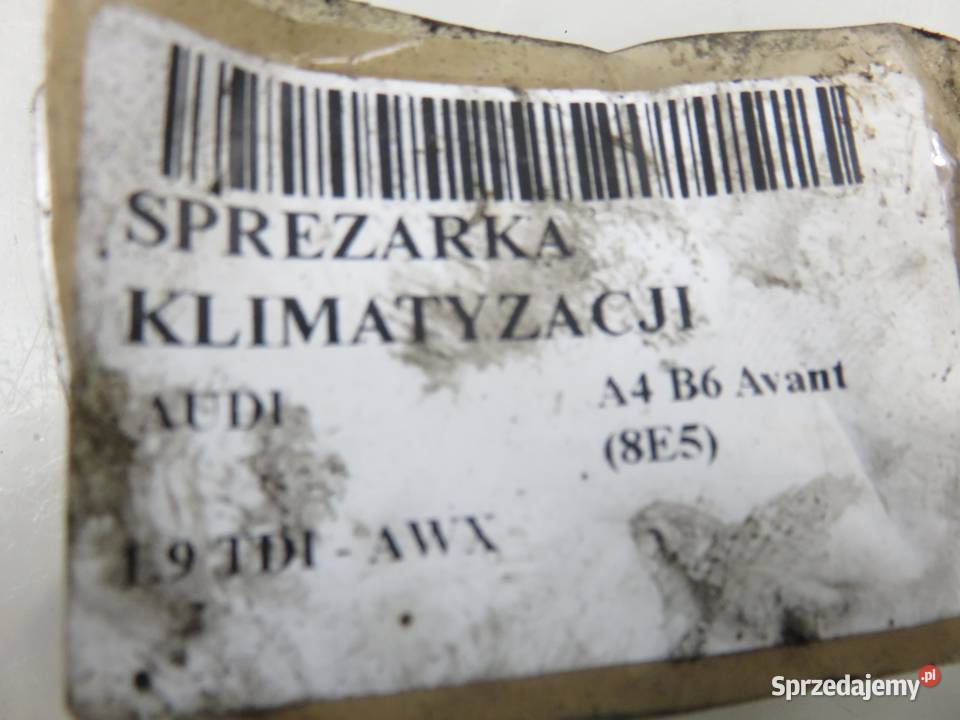 SPREZARKA
KLIMATYZACJI
AUDI A4 B6 Avant
(8E5)
1.9 TDI - AWX
Sprzedajemy.pl